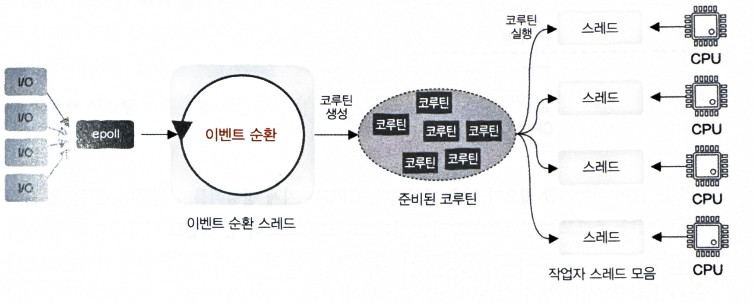 I/O
I/O
I/O
I/O
epoll
이벤트 순환
이벤트 순환 스레드
코루틴
생성
코루틴
코루틴
코루틴
코루틴
코루틴
코루틴
준비된 코루틴
코루틴
실행
스레드
CPU
스레드
CPU
스레드
CPU
스레드
CPU
작업자 스레드 모음